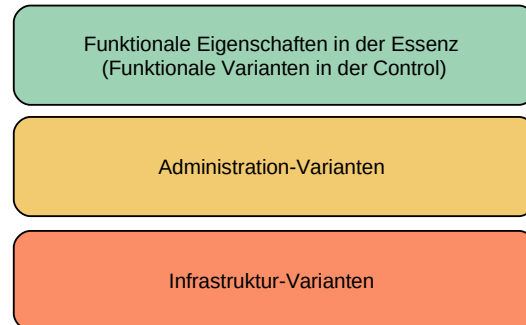 Funktionale Eigenschaften in der Essenz
(Funktionale Varianten in der Control)
Administration-Varianten
Infrastruktur-Varianten